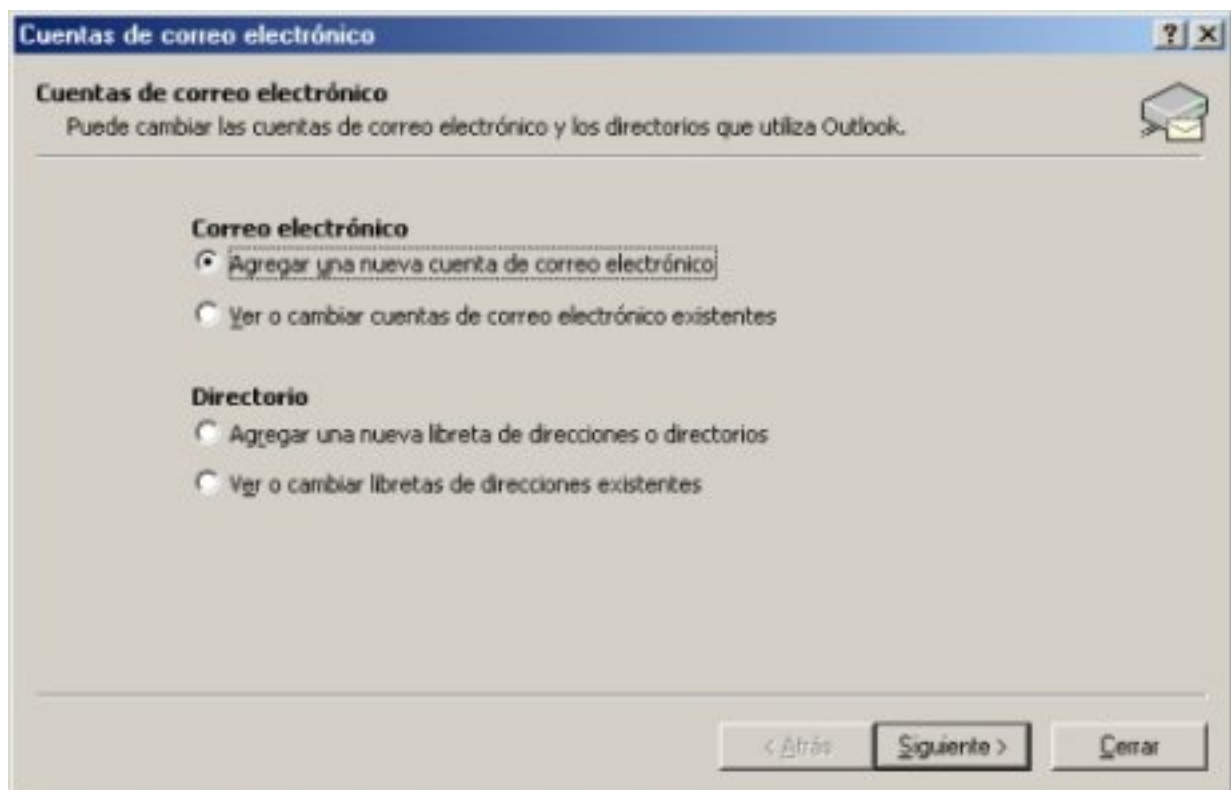 Cuentas de correo electrónico
Cuentas de correo electrónico
Puede cambiar las cuentas de correo electrónico y los directorios que utiliza Outlook.
Correo electrónico
Agregar una nueva cuenta de correo electrónico
Ver o cambiar cuentas de correo electrónico existentes
Directorio
Agregar una nueva libreta de direcciones o directorios
Ver o cambiar libretas de direcciones existentes
< Atrás Siguiente > Cerrar